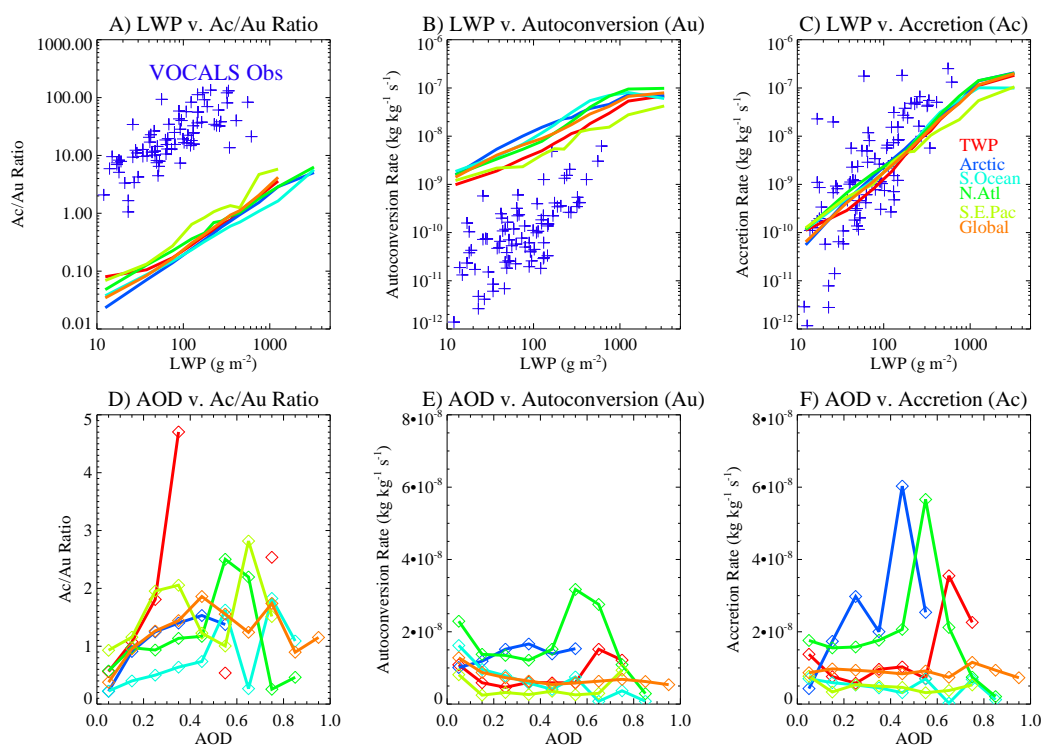 A) LWP v. Ac/Au Ratio
B) LWP v. Autoconversion (Au)
C) LWP v. Accretion (Ac)
1000.00
100.00
10.00
1.00
0.10
0.01
Ac/Au Ratio
VOCALS Obs
10
100
1000
LWP (g m⁻²)
10⁻⁶
10⁻⁷
10⁻⁸
10⁻⁹
10⁻¹⁰
10⁻¹¹
10⁻¹²
Autoconversion Rate (kg kg⁻¹ s⁻¹)
10
100
1000
LWP (g m⁻²)
10⁻⁶
10⁻⁷
10⁻⁸
10⁻⁹
10⁻¹⁰
10⁻¹¹
10⁻¹²
Accretion Rate (kg kg⁻¹ s⁻¹)
TWP
Arctic
S.Ocean
N.Atl
S.E.Pac
Global
10
100
1000
LWP (g m⁻²)
D) AOD v. Ac/Au Ratio
E) AOD v. Autoconversion (Au)
F) AOD v. Accretion (Ac)
5
4
3
2
1
0
Ac//Au Ratio
0.0 0.2 0.4 0.6 0.8 1.0
AOD
8•10⁻⁸
6•10⁻⁸
4•10⁻⁸
2•10⁻⁸
0
Autoconversion Rate (kg kg⁻¹ s⁻¹)
0.0 0.2 0.4 0.6 0.8 1.0
AOD
8•10⁻⁸
6•10⁻⁸
4•10⁻⁸
2•10⁻⁸
0
Accretion Rate (kg kg⁻¹ s⁻¹)
0.0 0.2 0.4 0.6 0.8 1.0
AOD